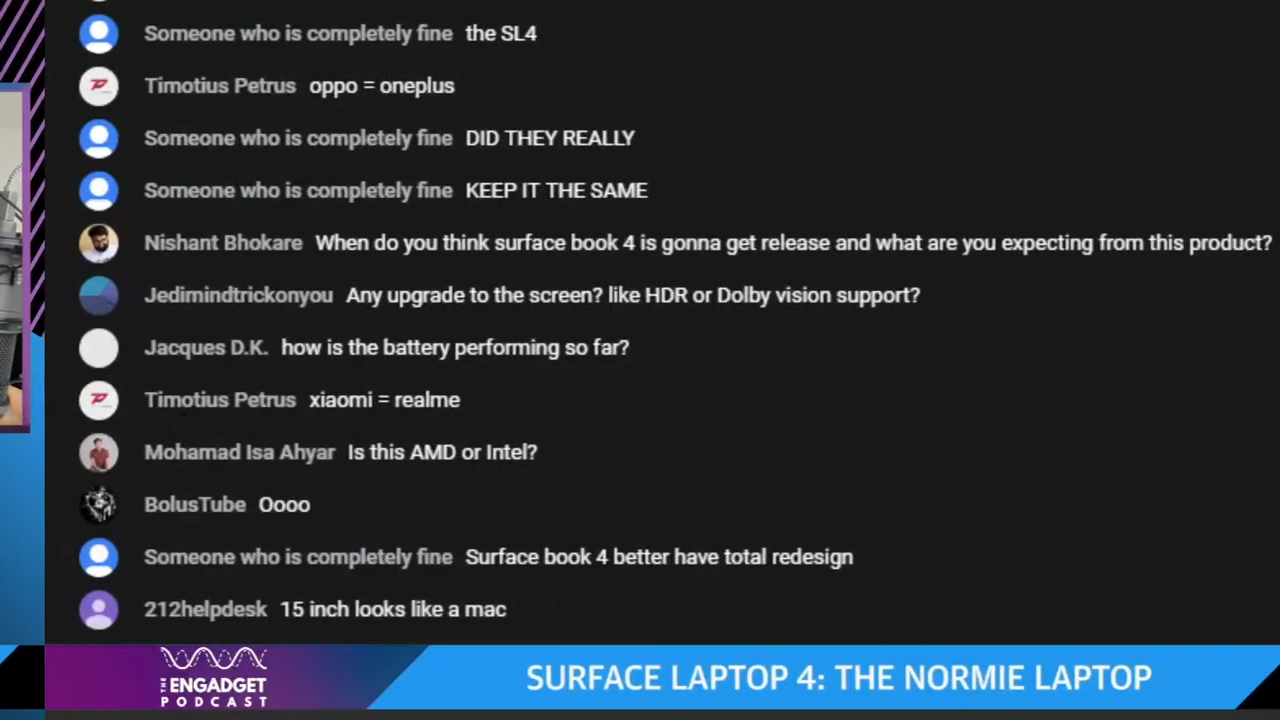 Someone who is completely fine the SL4
Timotius Petrus oppo = oneplus
Someone who is completely fine DID THEY REALLY
Someone who is completely fine KEEP IT THE SAME
Nishant Bhokare When do you think surface book 4 is gonna get release and what are you expecting from this product?
Jedimindtrickonyou Any upgrade to the screen? like HDR or Dolby vision support?
Jacques D.K. how is the battery performing so far?
Timotius Petrus xiaomi = realme
Mohamad Isa Ahyar Is this AMD or Intel?
BolusTube Oooo
Someone who is completely fine Surface book 4 better have total redesign
212helpdesk 15 inch looks like a mac
THE ENGADGET
PODCAST
SURFACE LAPTOP 4: THE NORMIE LAPTOP